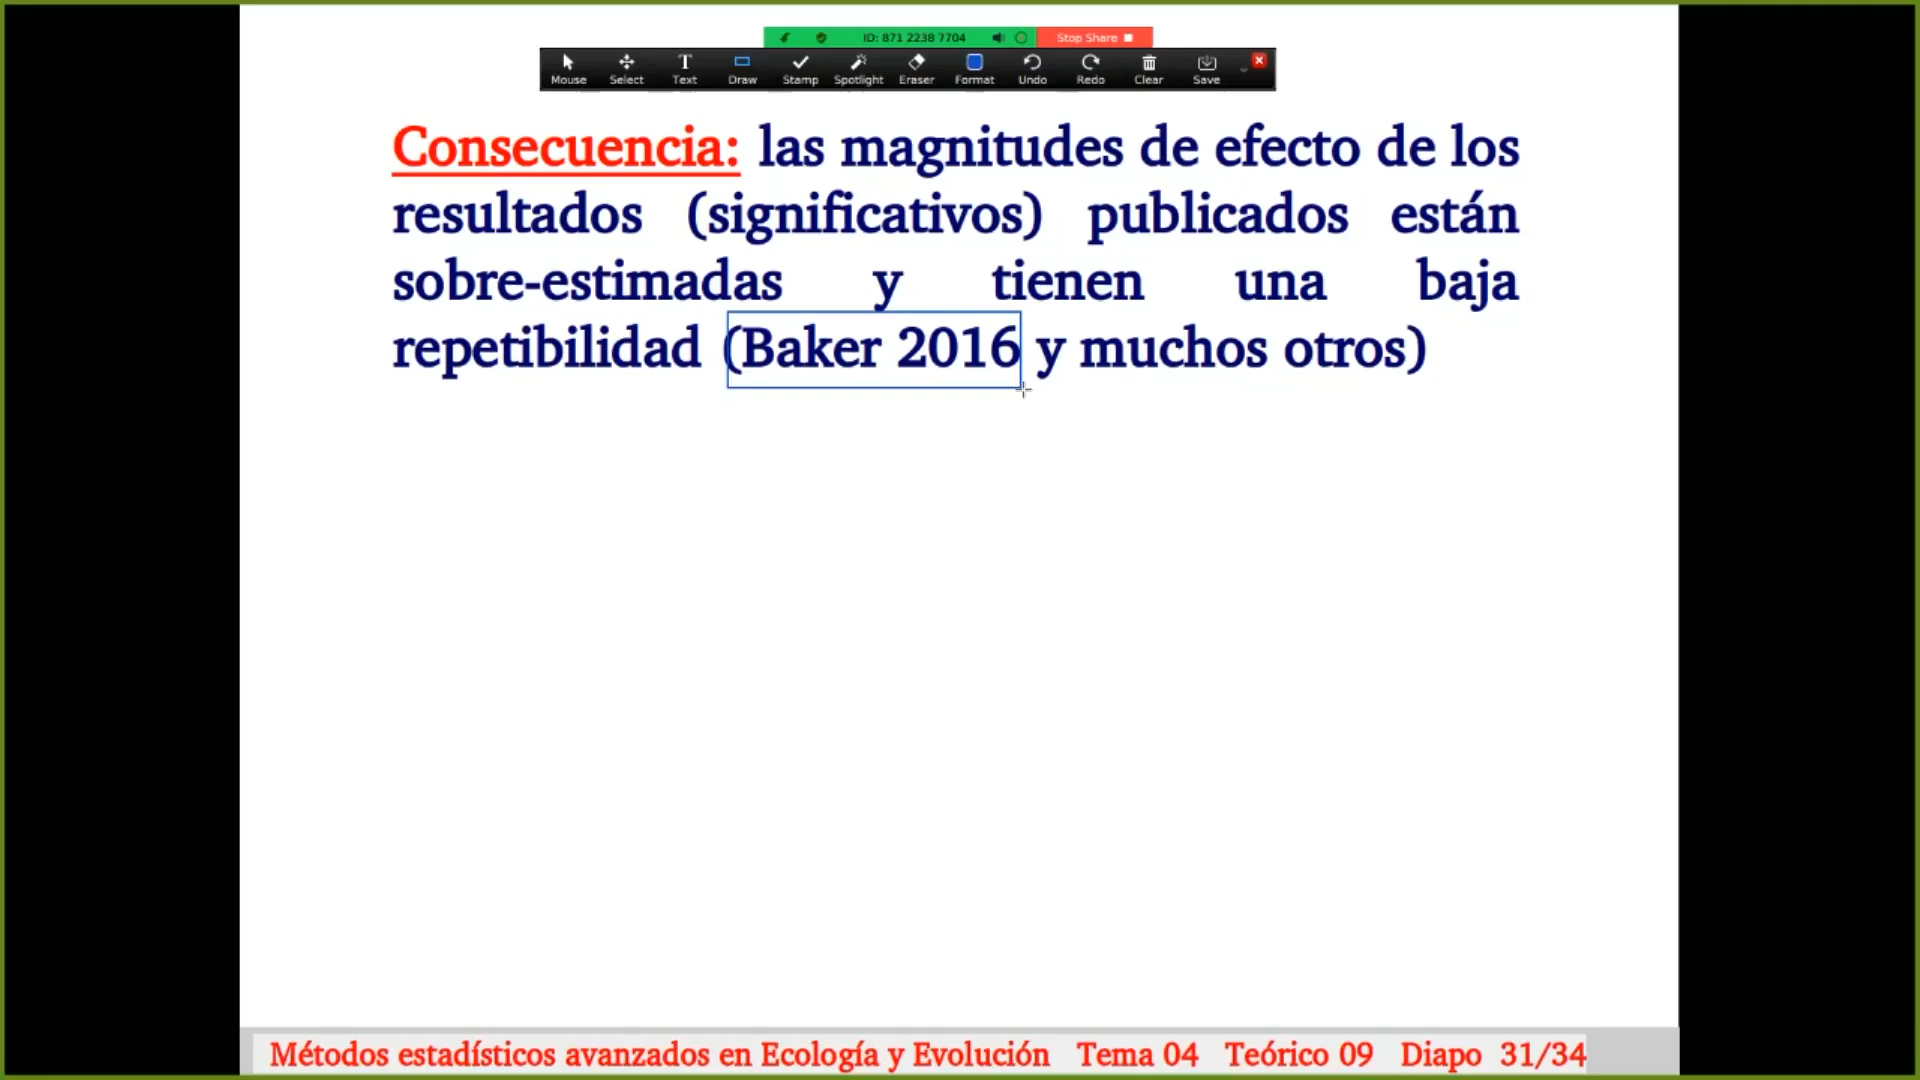 ID: 871 2238 7704 Stop Share
Mouse Select Text Draw Stamp Spotlight Eraser Format Undo Redo Clear Save
Consecuencia: las magnitudes de efecto de los
resultados (significativos) publicados están
sobre-estimadas y tienen una baja
repetibilidad (Baker 2016 y muchos otros)
Métodos estadísticos avanzados en Ecología y Evolución Tema 04 Teórico 09 Diapo 31/34